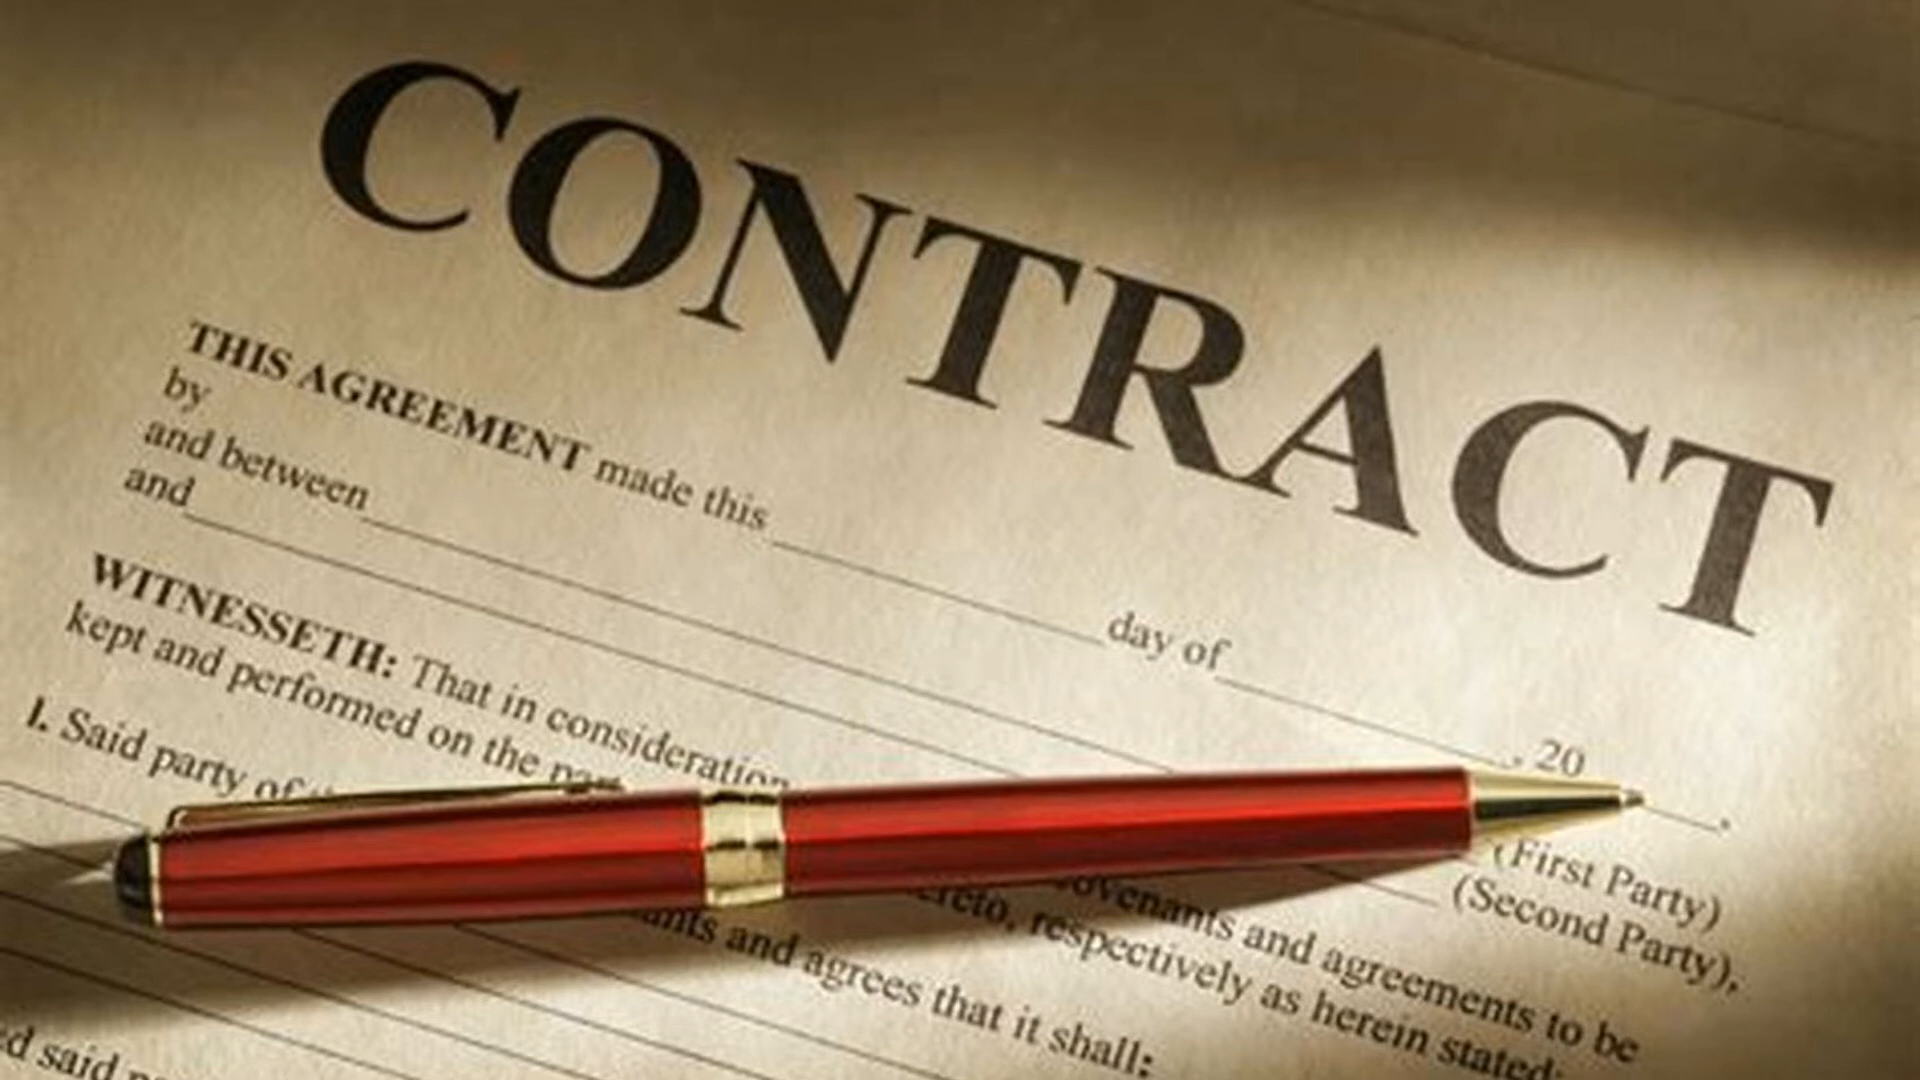 CONTRACT
THIS AGREEMENT made this day of , 20 .
by
and between (First Party)
and (Second Party),
WITNESSETH: That in consideration covenants and agreements to be
kept and performed on the respectively as herein stated:
I. Said party of and agrees that it shall:
said